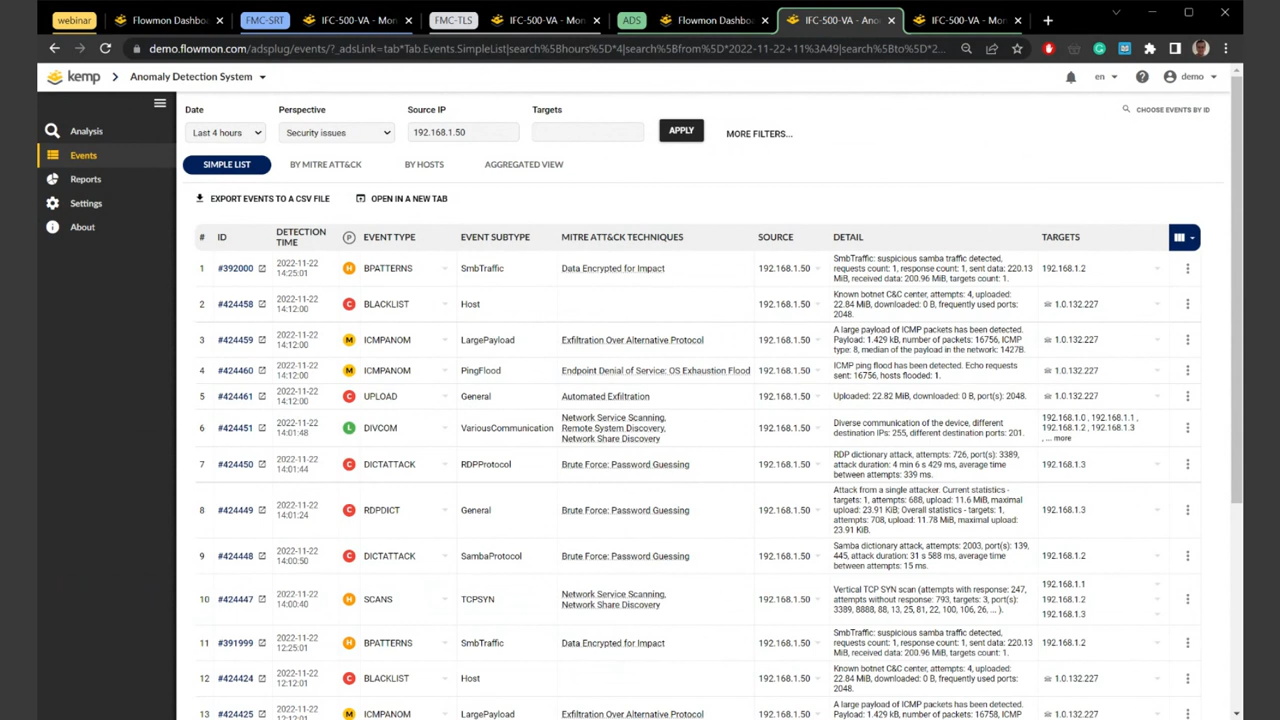 webinar
Flowmon Dashboa
FMC-SRT
IFC-500-VA - Mon
FMC-TLS
IFC-500-VA - Mon
ADS
Flowmon Dashbo
IFC-500-VA - Ano
IFC-500-VA - Mon
demo.flowmon.com/adsplug/events/?_adsLink=tab*Tab.Events.SimpleList|search%5Bhours%5D*4|search%5Bfrom%5D*2022-11-22+11%3A49|search%5Bto%5D*2...
kemp
Anomaly Detection System
en
demo
Analysis
Events
Reports
Settings
About
Date
Perspective
Source IP
Targets
CHOOSE EVENTS BY ID
Last 4 hours
Security issues
192.168.1.50
APPLY
MORE FILTERS...
SIMPLE LIST
BY MITRE ATT&CK
BY HOSTS
AGGREGATED VIEW
EXPORT EVENTS TO A CSV FILE
OPEN IN A NEW TAB
# ID DETECTION TIME P EVENT TYPE EVENT SUBTYPE MITRE ATT&CK TECHNIQUES SOURCE DETAIL TARGETS
1 #392000 2022-11-22 14:25:01 H BPATTERNS SmbTraffic Data Encrypted for Impact 192.168.1.50
SmbTraffic: suspicious samba traffic detected,
requests count: 1, response count: 1, sent data: 220.13
MiB, received data: 200.96 MiB, targets count: 1.
192.168.1.2
2 #424458 2022-11-22 14:12:00 C BLACKLIST Host 192.168.1.50
Known botnet C&C center, attempts: 4, uploaded:
22.84 MiB, downloaded: 0 B, frequently used ports:
2048.
1.0.132.227
3 #424459 2022-11-22 14:12:00 M ICMPANOM LargePayload Exfiltration Over Alternative Protocol 192.168.1.50
A large payload of ICMP packets has been detected.
Payload: 1.429 kB, number of packets: 16756, ICMP
type: 8, median of the payload in the network: 1427B.
1.0.132.227
4 #424460 2022-11-22 14:12:00 M ICMPANOM PingFlood Endpoint Denial of Service: OS Exhaustion Flood 192.168.1.50
ICMP ping flood has been detected. Echo requests
sent: 16756, hosts flooded: 1.
1.0.132.227
5 #424461 2022-11-22 14:12:00 C UPLOAD General Automated Exfiltration 192.168.1.50
Uploaded: 22.82 MiB, downloaded: 0 B, port(s): 2048.
1.0.132.227
6 #424451 2022-11-22 14:01:48 L DIVCOM VariousCommunication
Network Service Scanning,
Remote System Discovery,
Network Share Discovery
192.168.1.50
Diverse communication of the device, different
destination IPs: 255, different destination ports: 201.
192.168.1.0 , 192.168.1.1 ,
192.168.1.2 , 192.168.1.3
, ... more
7 #424450 2022-11-22 14:01:44 C DICTATTACK RDPProtocol Brute Force: Password Guessing 192.168.1.50
RDP dictionary attack, attempts: 726, port(s): 3389,
attack duration: 4 min 6 s 429 ms, average time
between attempts: 339 ms.
192.168.1.3
8 #424449 2022-11-22 14:01:24 C RDPDICT General Brute Force: Password Guessing 192.168.1.50
Attack from a single attacker. Current statistics -
targets: 1, attempts: 688, upload: 11.6 MiB, maximal
upload: 23.91 KiB; Overall statistics - targets: 1,
attempts: 708, upload: 11.78 MiB, maximal upload:
23.91 KiB.
192.168.1.3
9 #424448 2022-11-22 14:00:50 C DICTATTACK SambaProtocol Brute Force: Password Guessing 192.168.1.50
Samba dictionary attack, attempts: 2003, port(s): 139,
445, attack duration: 31 s 588 ms, average time
between attempts: 15 ms.
192.168.1.2
10 #424447 2022-11-22 14:00:40 H SCANS TCPSYN
Network Service Scanning,
Network Share Discovery
192.168.1.50
Vertical TCP SYN scan (attempts with response: 247,
attempts without response: 793, targets: 3, port(s):
3389, 8888, 88, 13, 25, 81, 22, 100, 106, 26, ... ).
192.168.1.1
192.168.1.2
192.168.1.3
11 #391999 2022-11-22 12:25:01 H BPATTERNS SmbTraffic Data Encrypted for Impact 192.168.1.50
SmbTraffic: suspicious samba traffic detected,
requests count: 1, response count: 1, sent data: 220.13
MiB, received data: 200.96 MiB, targets count: 1.
192.168.1.2
12 #424424 2022-11-22 12:12:01 C BLACKLIST Host 192.168.1.50
Known botnet C&C center, attempts: 4, uploaded:
22.84 MiB, downloaded: 0 B, frequently used ports:
2048.
1.0.132.227
13 #424425 2022-11-22 12:12:01 M ICMPANOM LargePayload Exfiltration Over Alternative Protocol 192.168.1.50
A large payload of ICMP packets has been detected.
Payload: 1.429 kB, number of packets: 16758, ICMP
1.0.132.227